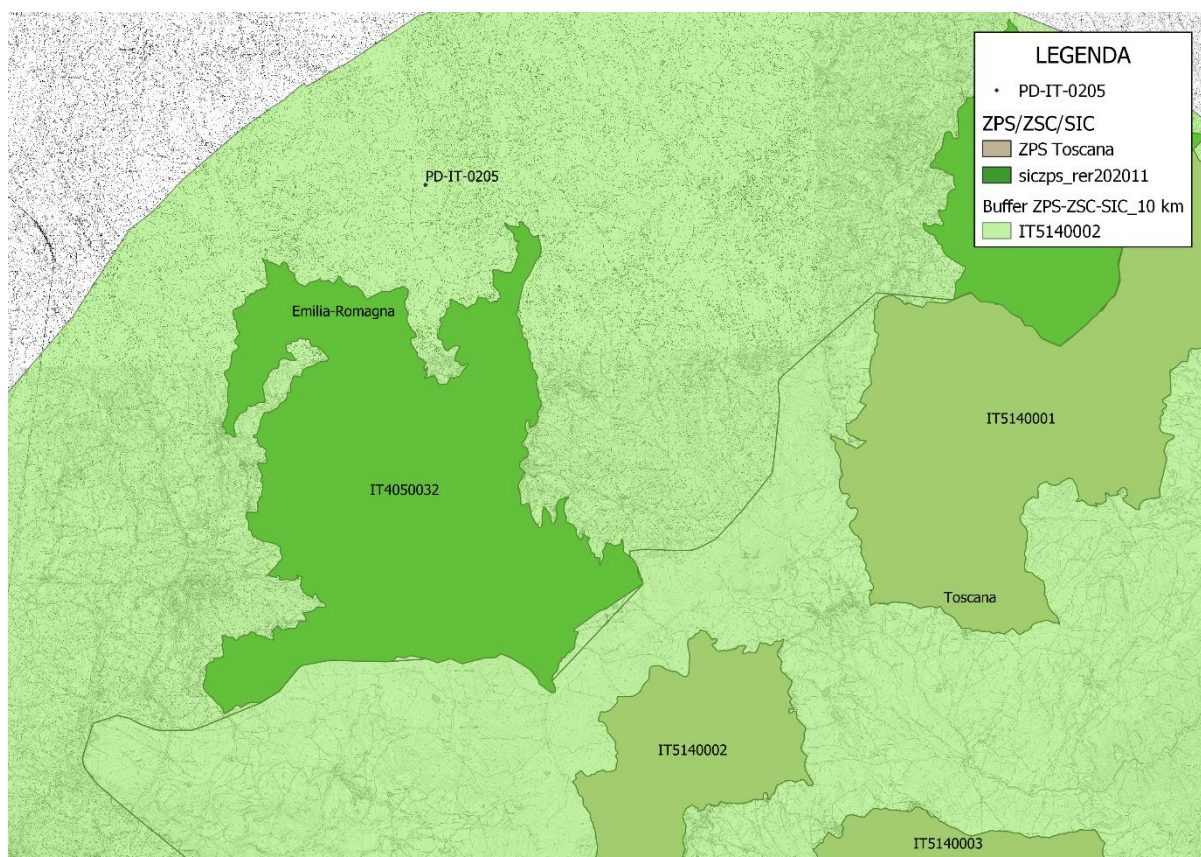 LEGENDA
PD-IT-0205
ZPS/ZSC/SIC
ZPS Toscana
siczps_rer202011
Buffer ZPS-ZSC-SIC_10 km
IT5140002
PD-IT-0205
Emilia-Romagna
IT5140001
IT4050032
Toscana
IT5140002
IT5140003